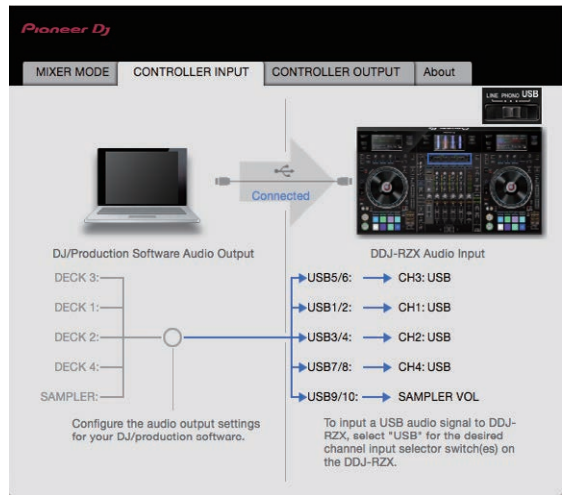 Pioneer Dj
MIXER MODE
CONTROLLER INPUT
CONTROLLER OUTPUT
About
LINE PHONO USB
Connected
DJ/Production Software Audio Output
DDJ-RZX Audio Input
DECK 3:
USB5/6:
CH3: USB
DECK 1:
USB1/2:
CH1: USB
DECK 2:
USB3/4:
CH2: USB
DECK 4:
USB7/8:
CH4: USB
SAMPLER:
USB9/10:
SAMPLER VOL
Configure the audio output settings
for your DJ/production software.
To input a USB audio signal to DDJ-
RZX, select "USB" for the desired
channel input selector switch(es) on
the DDJ-RZX.